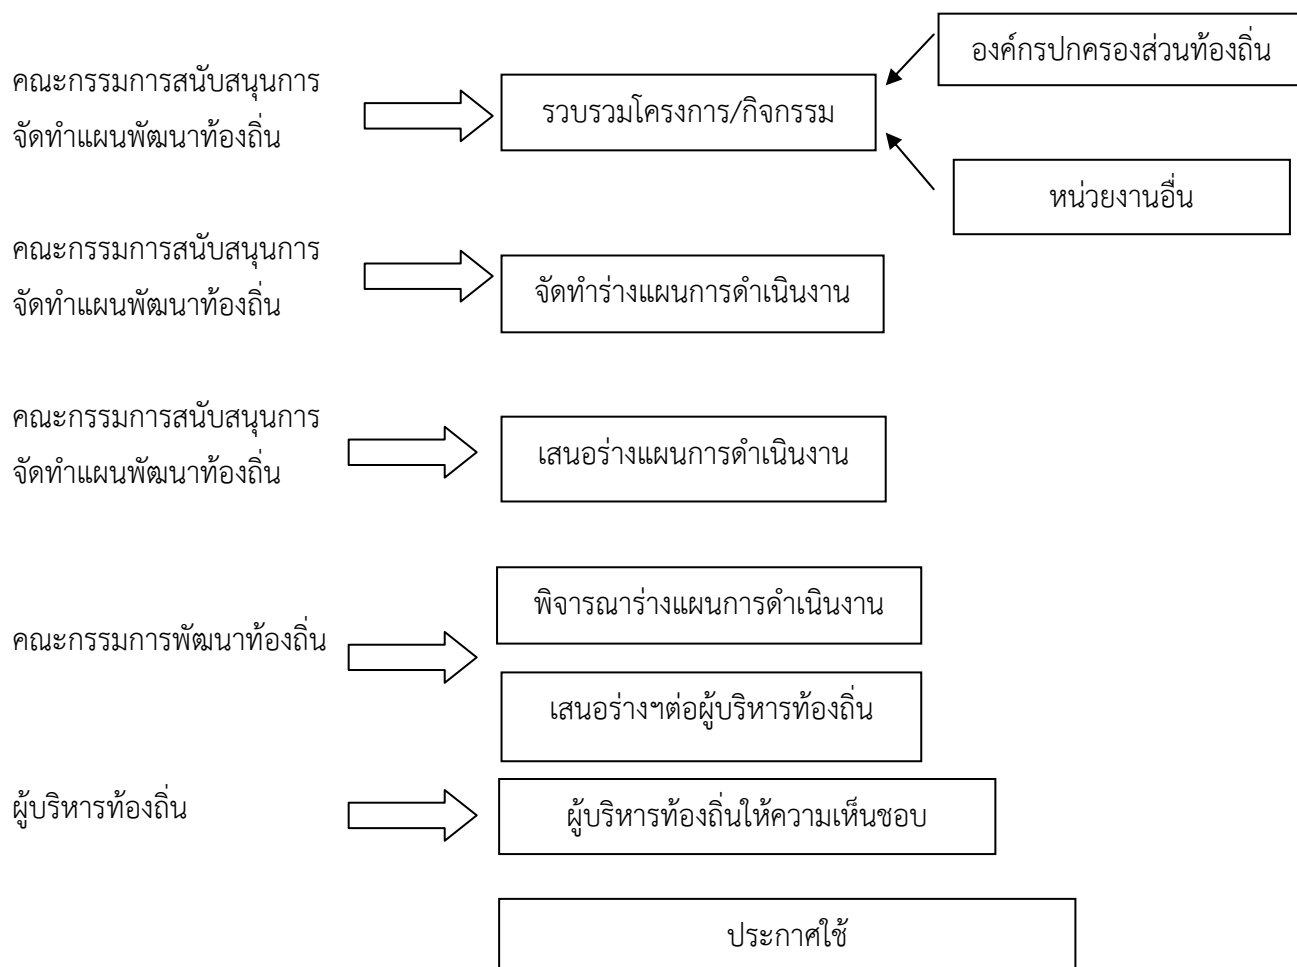 องค์กรปกครองส่วนท้องถิ่น
คณะกรรมการสนับสนุนการ
จัดทำแผนพัฒนาท้องถิ่น
รวบรวมโครงการ/กิจกรรม
หน่วยงานอื่น
คณะกรรมการสนับสนุนการ
จัดทำแผนพัฒนาท้องถิ่น
จัดทำร่างแผนการดำเนินงาน
คณะกรรมการสนับสนุนการ
จัดทำแผนพัฒนาท้องถิ่น
เสนอร่างแผนการดำเนินงาน
พิจารณาร่างแผนการดำเนินงาน
คณะกรรมการพัฒนาท้องถิ่น
เสนอร่างฯต่อผู้บริหารท้องถิ่น
ผู้บริหารท้องถิ่น
ผู้บริหารท้องถิ่นให้ความเห็นชอบ
ประกาศใช้